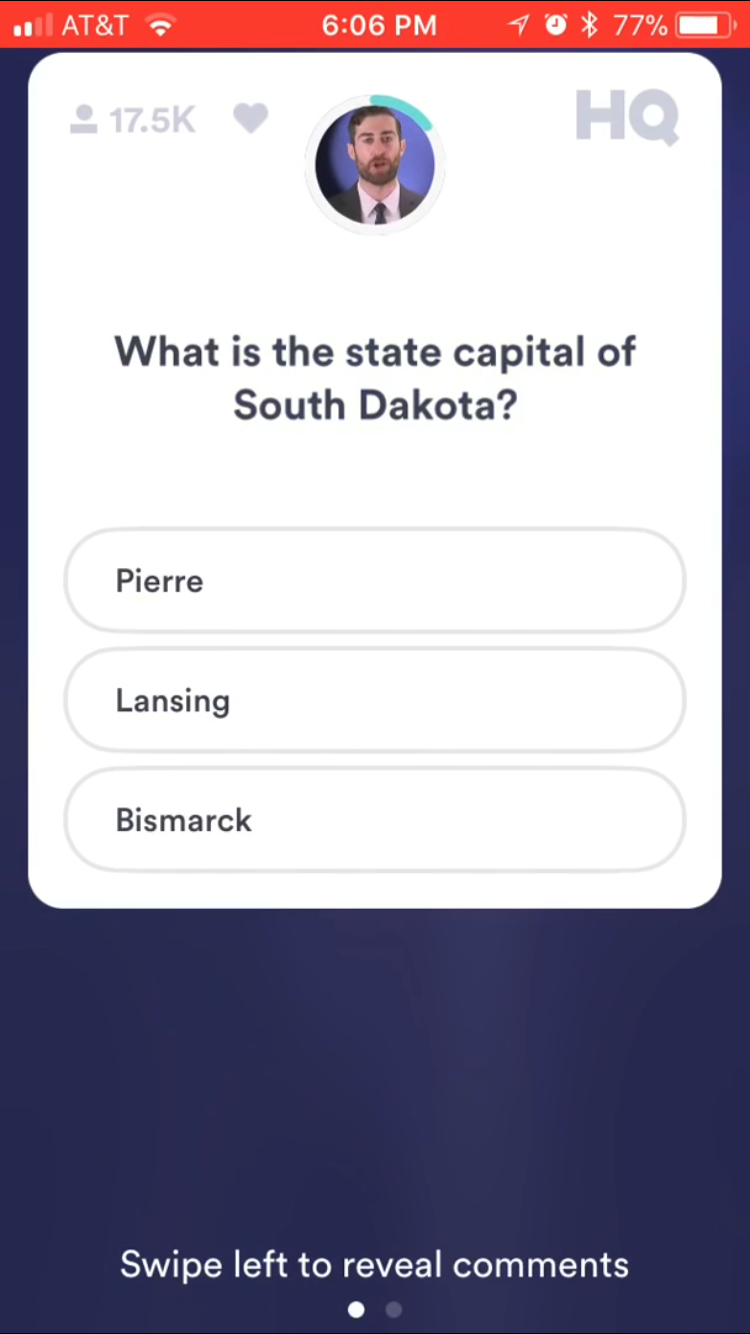 AT&T 6:06 PM 77%
17.5K HQ
What is the state capital of
South Dakota?
Pierre
Lansing
Bismarck
Swipe left to reveal comments